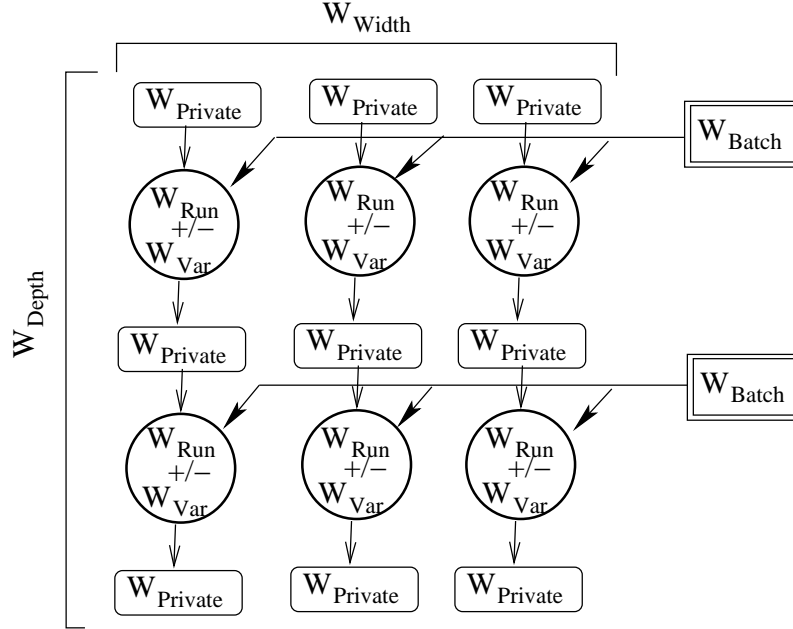 W_Width
W_Private W_Private W_Private
W_Batch
W_Run W_Run W_Run
+/− +/− +/−
W_Var W_Var W_Var
W_Depth
W_Private W_Private W_Private
W_Batch
W_Run W_Run W_Run
+/− +/− +/−
W_Var W_Var W_Var
W_Private W_Private W_Private